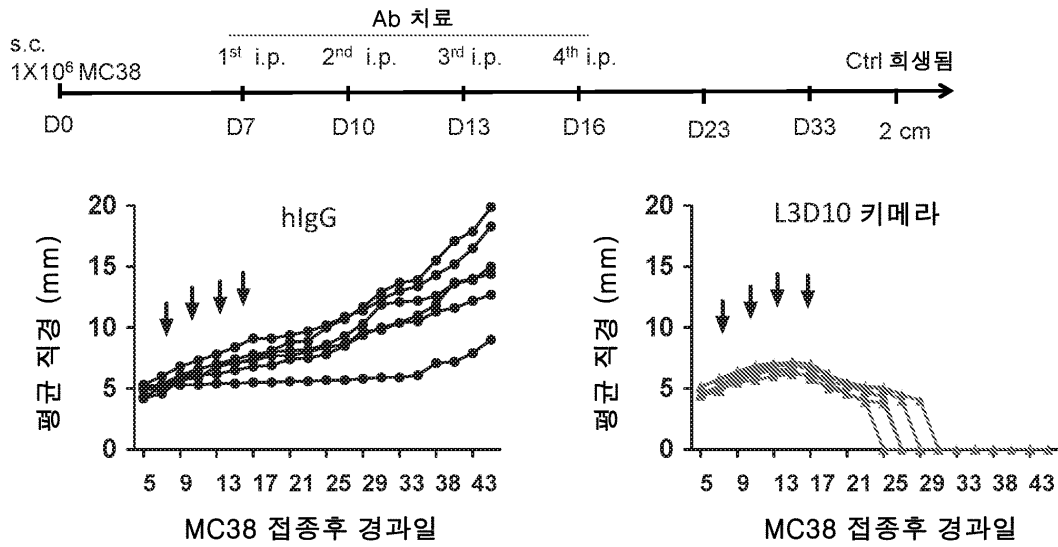 Ab 치료
s.c.
1X10⁶ MC38
1ˢᵗ i.p. 2ⁿᵈ i.p. 3ʳᵈ i.p. 4ᵗʰ i.p.
Ctrl 희생됨
D0 D7 D10 D13 D16 D23 D33 2 cm
hIgG
평균 직경 (mm)
20
15
10
5
0
5 9 13 17 21 25 29 33 38 43
MC38 접종후 경과일
L3D10 키메라
평균 직경 (mm)
20
15
10
5
0
5 9 13 17 21 25 29 33 38 43
MC38 접종후 경과일